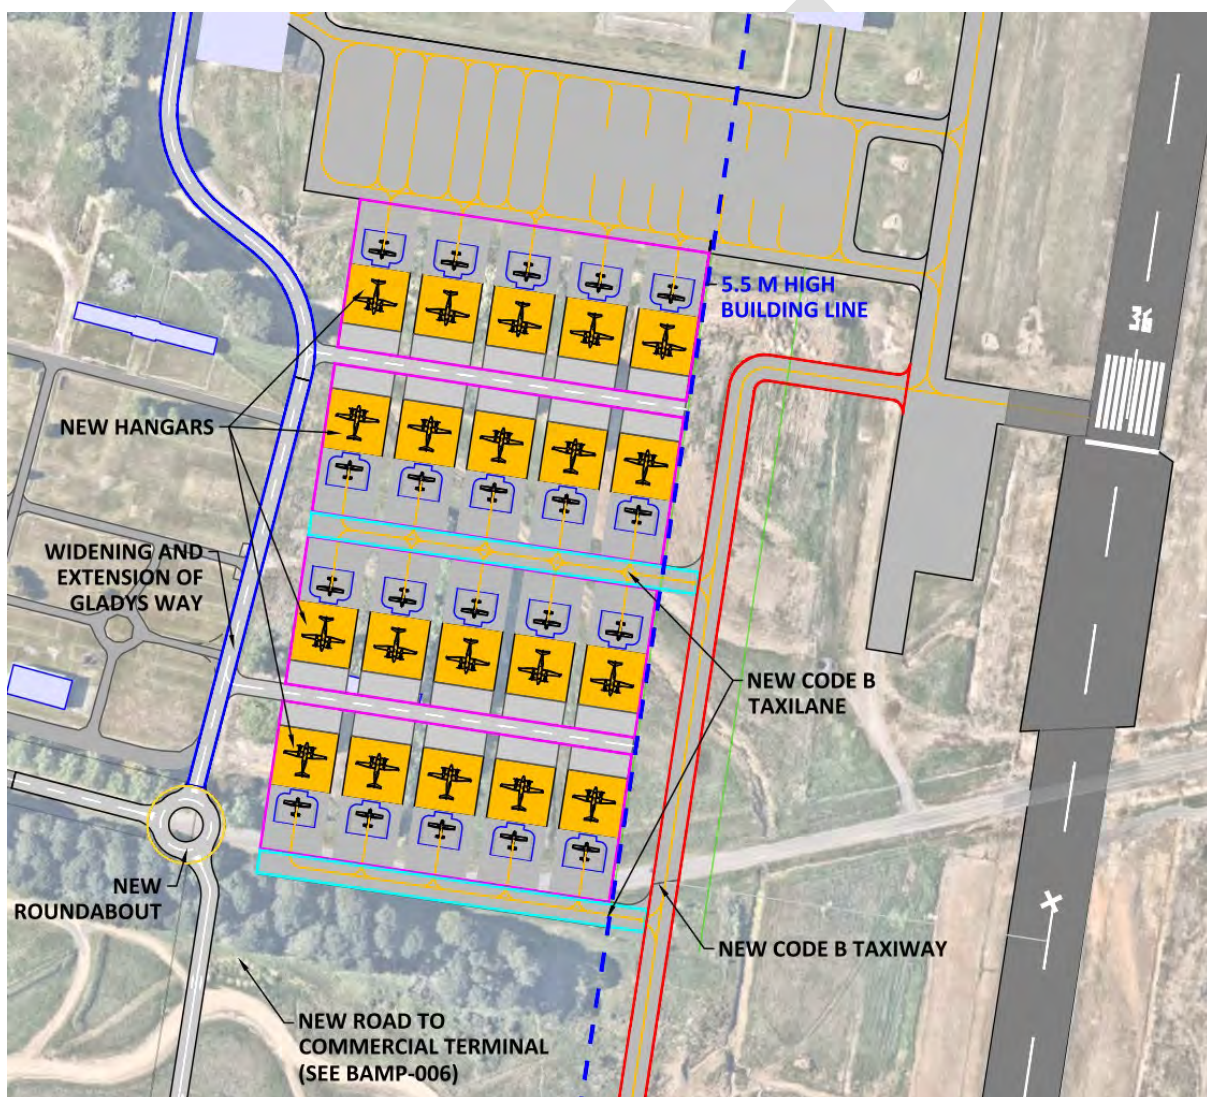 5.5 M HIGH
BUILDING LINE
36
NEW HANGARS
WIDENING AND
EXTENSION OF
GLADYS WAY
NEW CODE B
TAXILANE
NEW
ROUNDABOUT
NEW CODE B TAXIWAY
NEW ROAD TO
COMMERCIAL TERMINAL
(SEE BAMP-006)